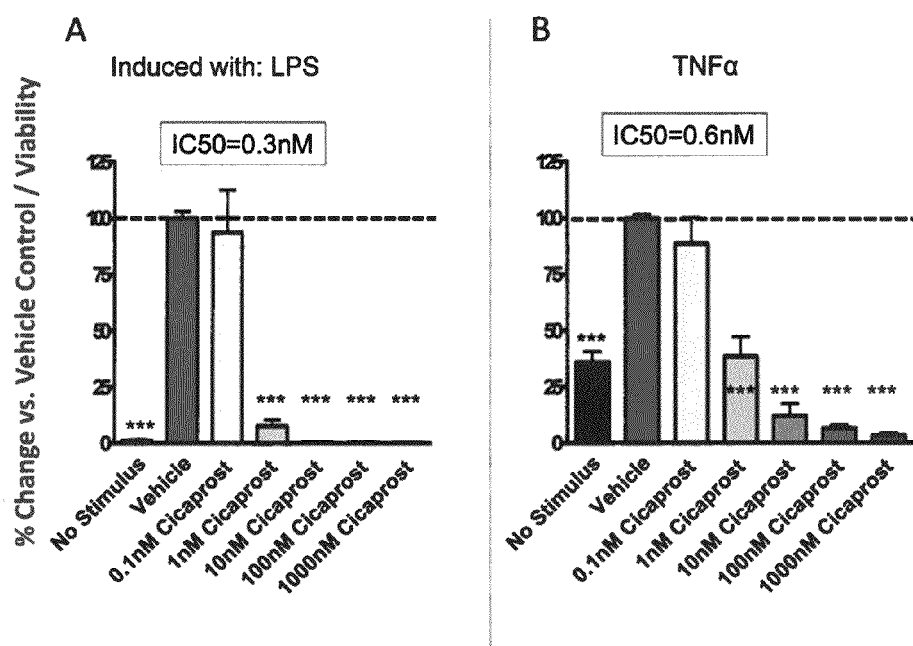 A
Induced with: LPS
IC50=0.3nM
% Change vs. Vehicle Control / Viability
125
100
75
50
25
0
***
***
***
***
***
No Stimulus
Vehicle
0.1nM Cicaprost
1nM Cicaprost
10nM Cicaprost
100nM Cicaprost
1000nM Cicaprost
B
TNFα
IC50=0.6nM
125
100
75
50
25
0
***
***
***
***
***
No Stimulus
Vehicle
0.1nM Cicaprost
1nM Cicaprost
10nM Cicaprost
100nM Cicaprost
1000nM Cicaprost